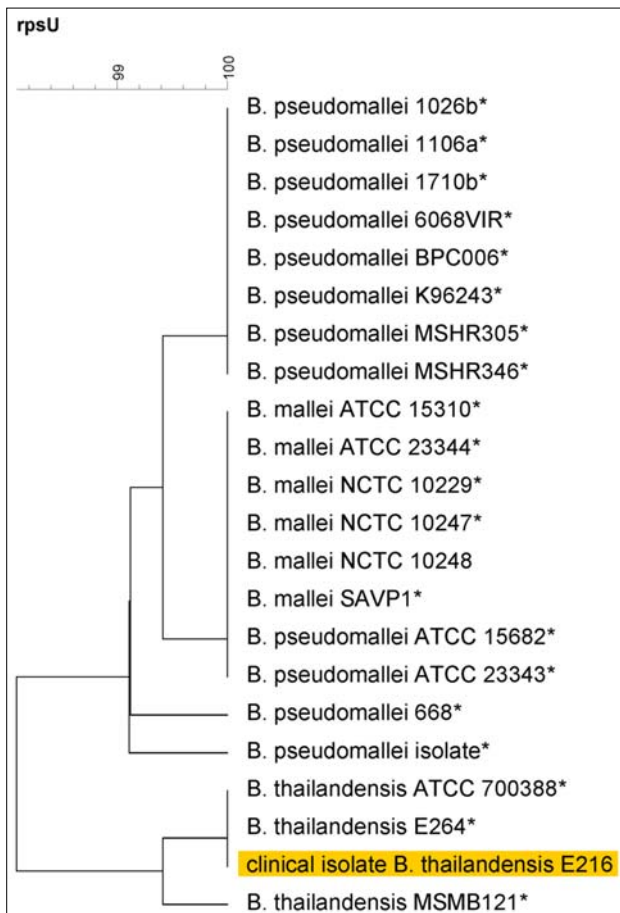 rpsU
99
100
B. pseudomallei 1026b*
B. pseudomallei 1106a*
B. pseudomallei 1710b*
B. pseudomallei 6068VIR*
B. pseudomallei BPC006*
B. pseudomallei K96243*
B. pseudomallei MSHR305*
B. pseudomallei MSHR346*
B. mallei ATCC 15310*
B. mallei ATCC 23344*
B. mallei NCTC 10229*
B. mallei NCTC 10247*
B. mallei NCTC 10248
B. mallei SAVP1*
B. pseudomallei ATCC 15682*
B. pseudomallei ATCC 23343*
B. pseudomallei 668*
B. pseudomallei isolate*
B. thailandensis ATCC 700388*
B. thailandensis E264*
clinical isolate B. thailandensis E216
B. thailandensis MSMB121*